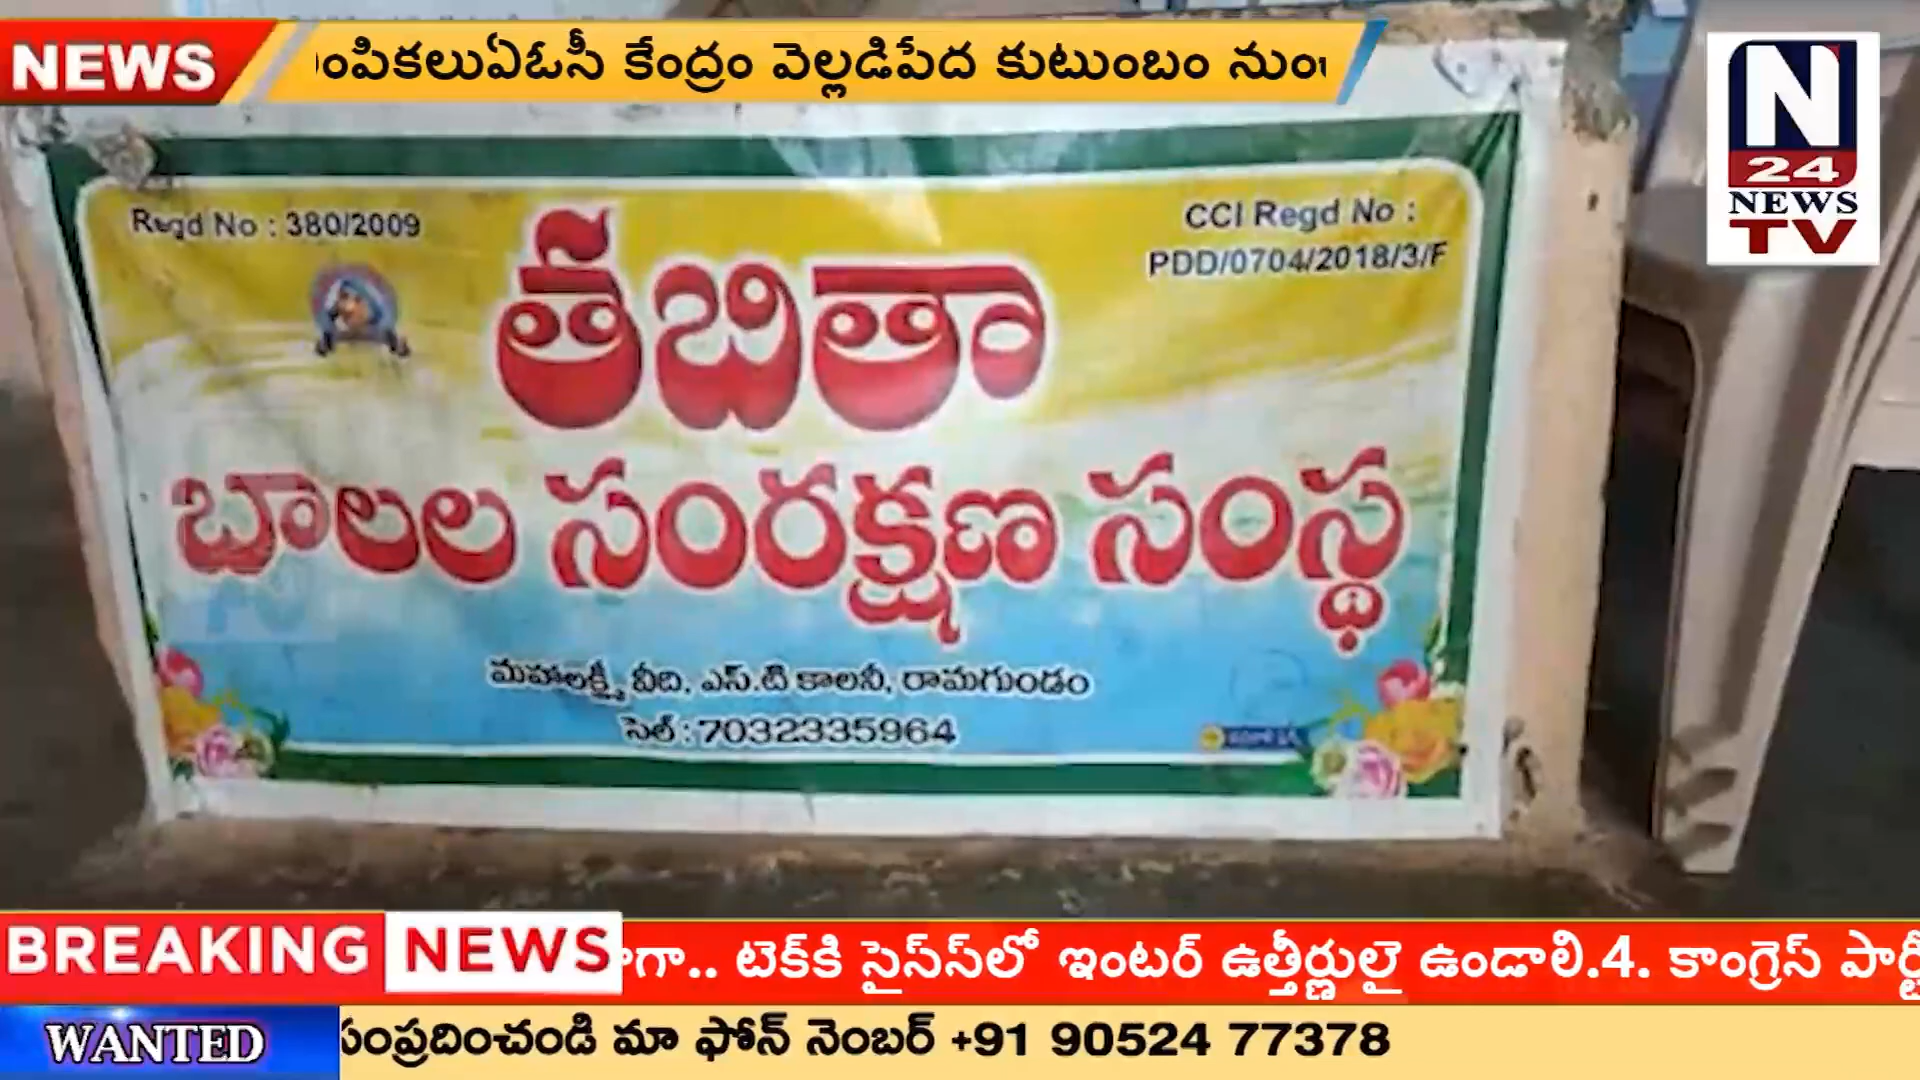 NEWS
ంపికలుఏఓసీ కేంద్రం వెల్లడిపేద కుటుంబం నుం
N
24
NEWS
TV
Regd No : 380/2009
CCI Regd No :
PDD/0704/2018/3/F
తబితా
బాలల సంరక్షణ సంస్థ
మహాలక్ష్మీ వీది, ఎస్.టి కాలనీ, రామగుండం
సెల్ : 7032335964
BREAKING NEWS
గా.. టెక్‌కి సైన్స్‌లో ఇంటర్ ఉత్తీర్ణులై ఉండాలి.4. కాంగ్రెస్ పార్టీ
WANTED
సంప్రదించండి మా ఫోన్ నెంబర్ +91 90524 77378